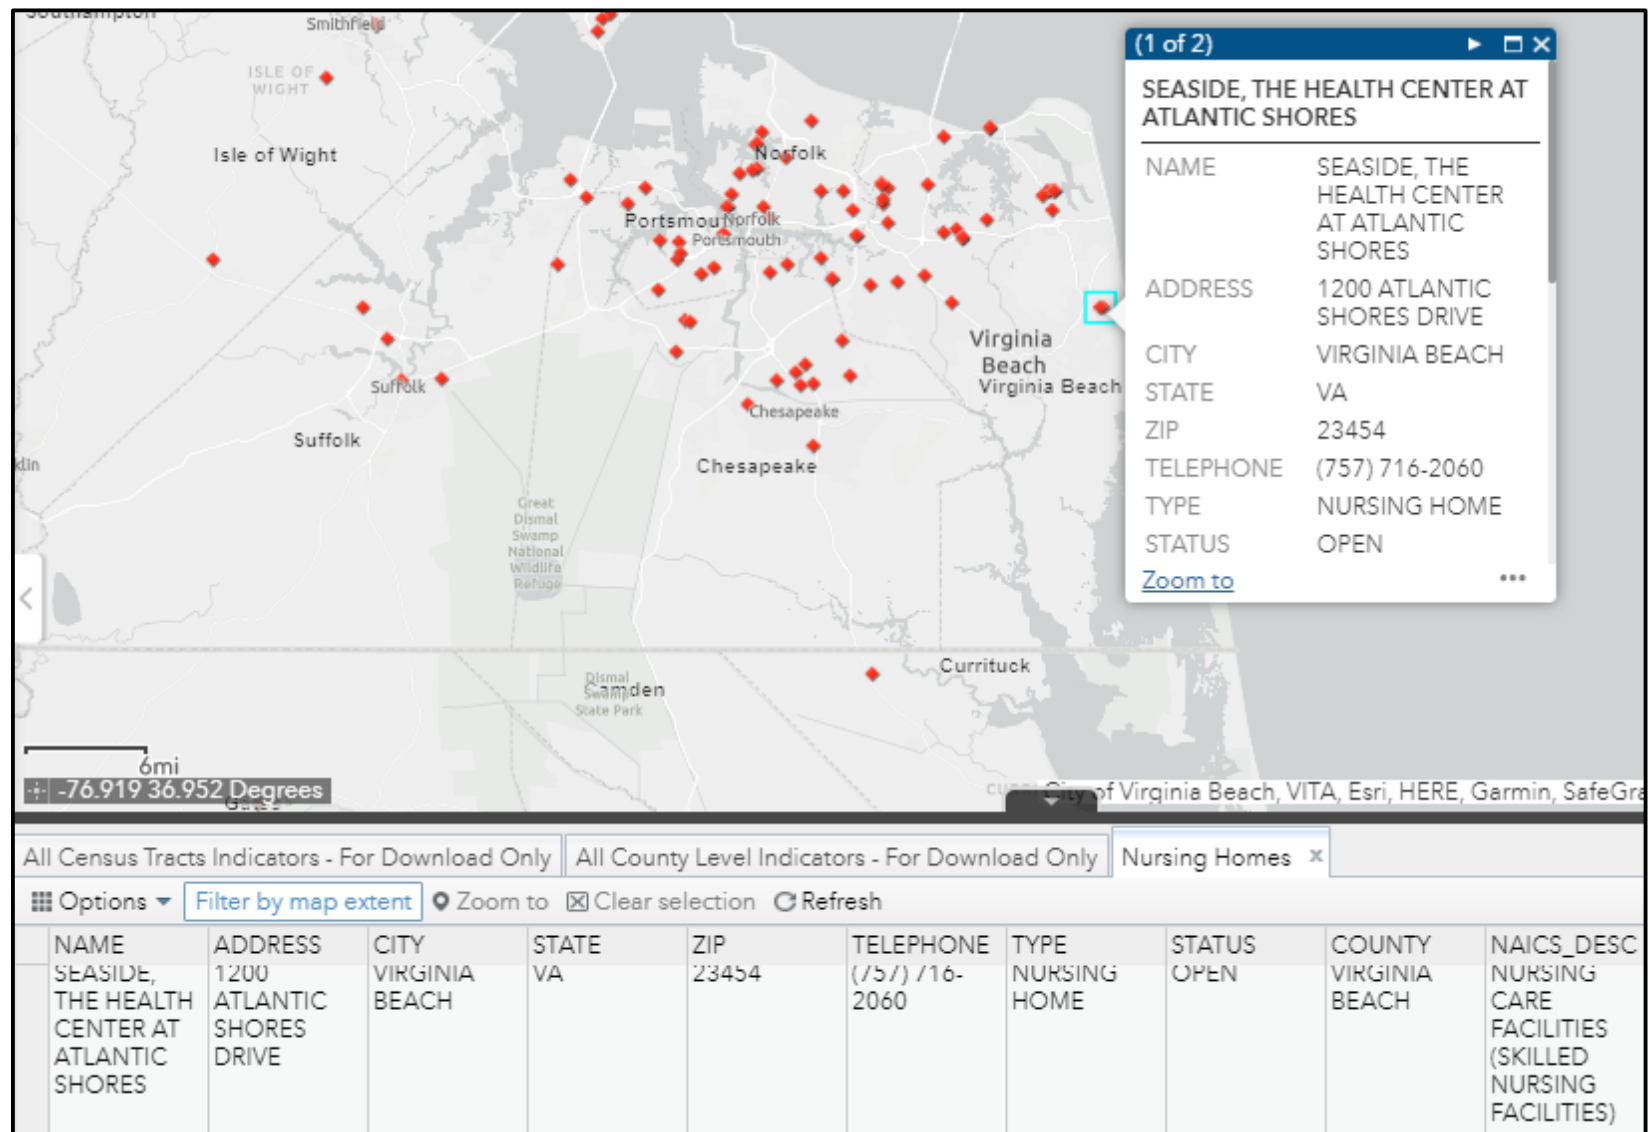 Southampton
Smithfield
ISLE OF
WIGHT
Isle of Wight
Norfolk
Portsmou
Norfolk
Portsmouth
Virginia
Beach
Virginia Beach
Suffolk
Chesapeake
Suffolk
Chesapeake
klin
Great
Dismal
Swamp
National
Wildlife
Refuge
Currituck
Dismal
Swamp
Camden
State Park
6mi
-76.919 36.952 Degrees
City of Virginia Beach, VITA, Esri, HERE, Garmin, SafeGra
(1 of 2)
SEASIDE, THE HEALTH CENTER AT
ATLANTIC SHORES
NAME SEASIDE, THE
HEALTH CENTER
AT ATLANTIC
SHORES
ADDRESS 1200 ATLANTIC
SHORES DRIVE
CITY VIRGINIA BEACH
STATE VA
ZIP 23454
TELEPHONE (757) 716-2060
TYPE NURSING HOME
STATUS OPEN
Zoom to
All Census Tracts Indicators - For Download Only All County Level Indicators - For Download Only Nursing Homes
Options Filter by map extent Zoom to Clear selection Refresh
NAME ADDRESS CITY STATE ZIP TELEPHONE TYPE STATUS COUNTY NAICS_DESC
SEASIDE, 1200 VIRGINIA VA 23454 (757) 716- NURSING OPEN VIRGINIA NURSING
THE HEALTH ATLANTIC BEACH 2060 HOME BEACH CARE
CENTER AT SHORES FACILITIES
ATLANTIC DRIVE (SKILLED
SHORES NURSING
FACILITIES)